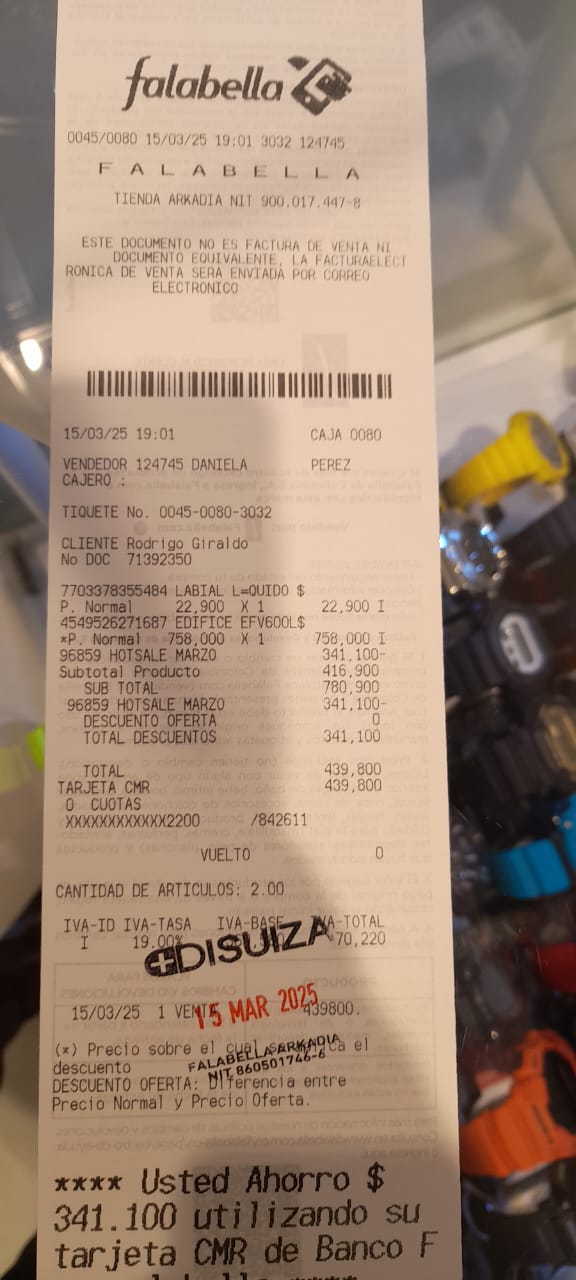 falabella
0045/0080 15/03/25 19:01 3032 124745
F A L A B E L L A
TIENDA ARKADIA NIT 900.017.447-8
ESTE DOCUMENTO NO ES FACTURA DE VENTA NI
DOCUMENTO EQUIVALENTE, LA FACTURAELECT
RONICA DE VENTA SERA ENVIADA POR CORREO
ELECTRONICO
15/03/25 19:01 CAJA 0080
VENDEDOR 124745 DANIELA PEREZ
CAJERO :
TIQUETE No. 0045-0080-3032
CLIENTE Rodrigo Giraldo
No DOC 71392350
7703378355484 LABIAL L=QUIDO $
P. Normal 22,900 X 1 22,900 I
4549526271687 EDIFICE EFV600L$
*P. Normal 758,000 X 1 758,000 I
96859 HOTSALE MARZO 341,100-
Subtotal Producto 416,900
SUB TOTAL 780,900
96859 HOTSALE MARZO 341,100-
DESCUENTO OFERTA 0
TOTAL DESCUENTOS 341,100
TOTAL 439,800
TARJETA CMR 439,800
0 CUOTAS
XXXXXXXXXXXX2200 /842611
VUELTO 0
CANTIDAD DE ARTICULOS: 2.00
IVA-ID IVA-TASA IVA-BASE IVA-TOTAL
I 19.00% 70,220
DISUIZA
15/03/25 1 VENTA 439800.
15 MAR 2025
(*) Precio sobre el cual se aplica el
descuento
FALABELLA ARKADIA
NIT 860501746-6
DESCUENTO OFERTA: Diferencia entre
Precio Normal y Precio Oferta.
**** Usted Ahorro $
341.100 utilizando su
tarjeta CMR de Banco F